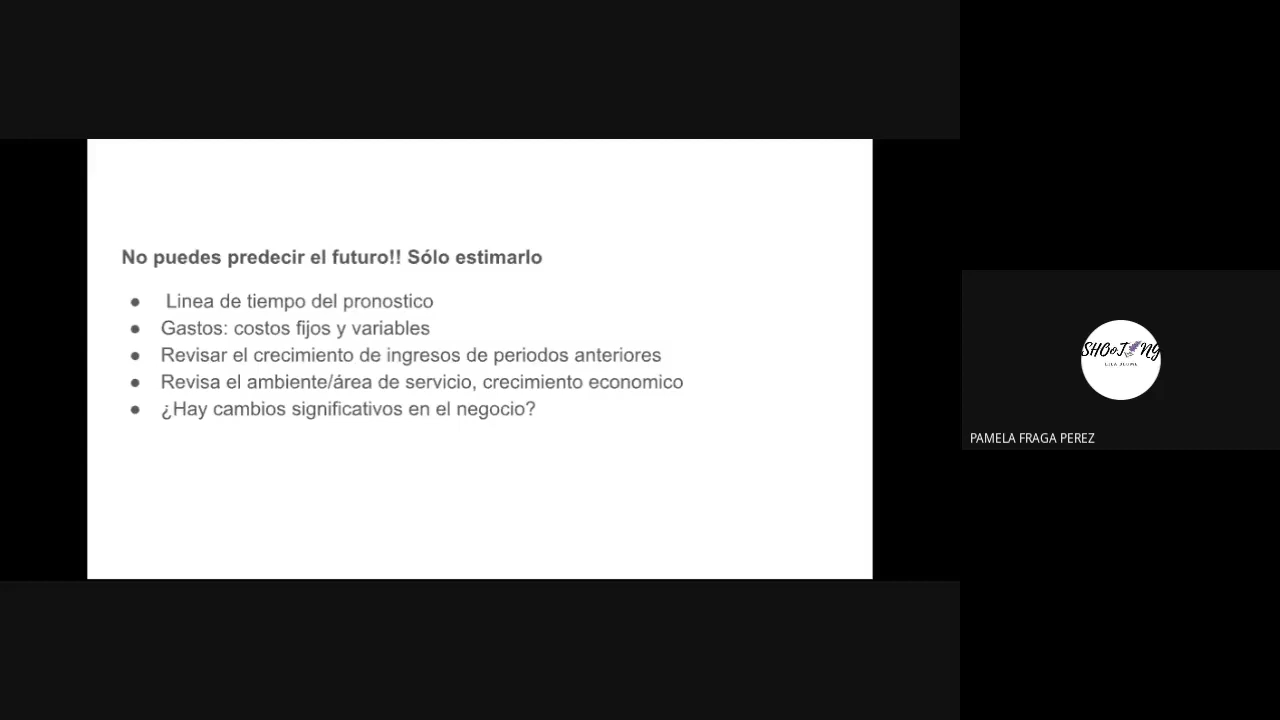 No puedes predecir el futuro!! Sólo estimarlo
● Linea de tiempo del pronostico
● Gastos: costos fijos y variables
● Revisar el crecimiento de ingresos de periodos anteriores
● Revisa el ambiente/área de servicio, crecimiento economico
● ¿Hay cambios significativos en el negocio?
PAMELA FRAGA PEREZ